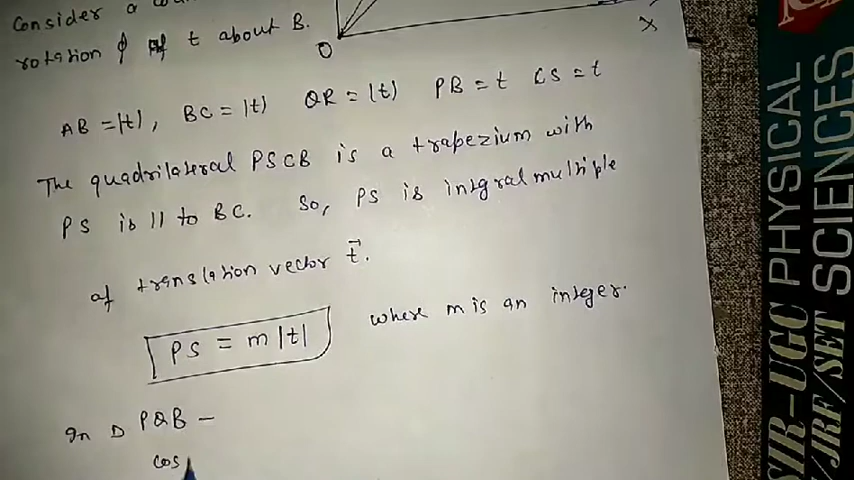 Consider a
rotation ϕ of t about B.
O
X
AB = |t|, BC = |t| QR = |t| PB = t CS = t
The quadrilateral PSCB is a trapezium with
PS is || to BC. So, PS is integral multiple
of translation vector t⃗.
PS = m|t| where m is an integer.
In Δ PQB –
cos
SIR-UGC
JRF/SET
PHYSICAL
SCIENCES